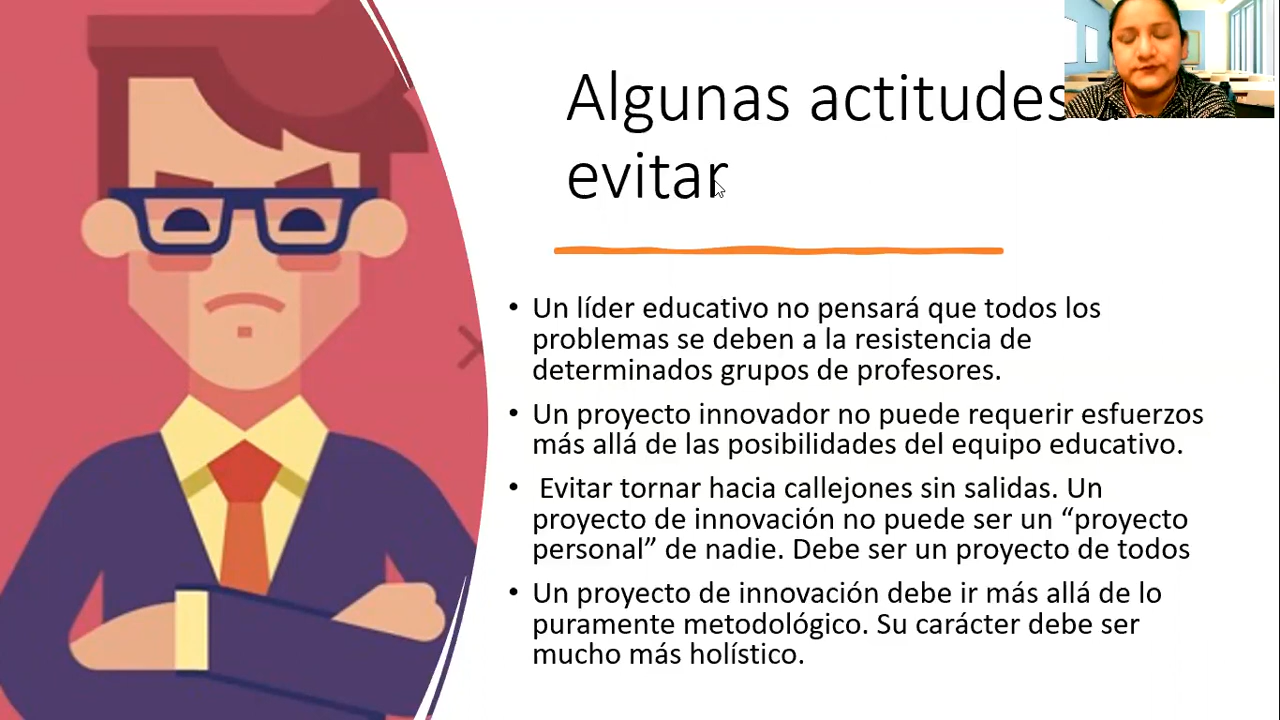 Algunas actitudes
evitar
• Un líder educativo no pensará que todos los
problemas se deben a la resistencia de
determinados grupos de profesores.
• Un proyecto innovador no puede requerir esfuerzos
más allá de las posibilidades del equipo educativo.
• Evitar tornar hacia callejones sin salidas. Un
proyecto de innovación no puede ser un “proyecto
personal” de nadie. Debe ser un proyecto de todos
• Un proyecto de innovación debe ir más allá de lo
puramente metodológico. Su carácter debe ser
mucho más holístico.